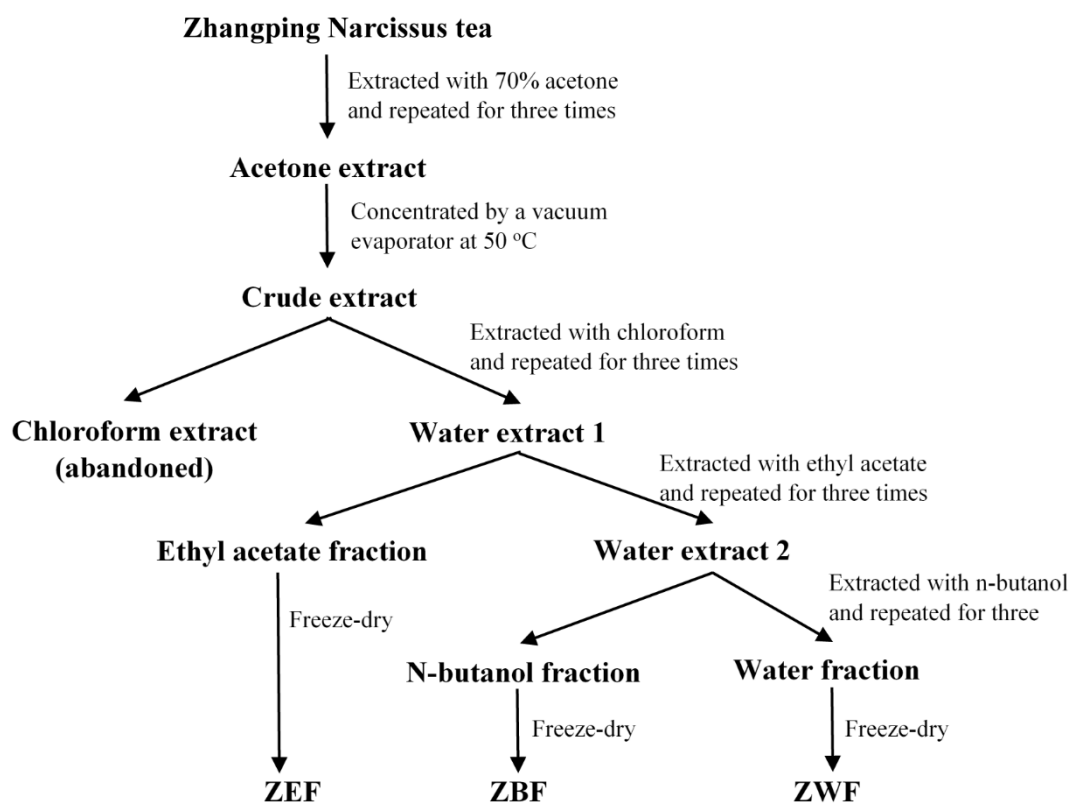 Zhangping Narcissus tea
Extracted with 70% acetone
and repeated for three times
Acetone extract
Concentrated by a vacuum
evaporator at 50 °C
Crude extract
Extracted with chloroform
and repeated for three times
Chloroform extract
(abandoned)
Water extract 1
Extracted with ethyl acetate
and repeated for three times
Ethyl acetate fraction
Water extract 2
Extracted with n-butanol
and repeated for three
Freeze-dry
N-butanol fraction
Water fraction
Freeze-dry
Freeze-dry
ZEF
ZBF
ZWF